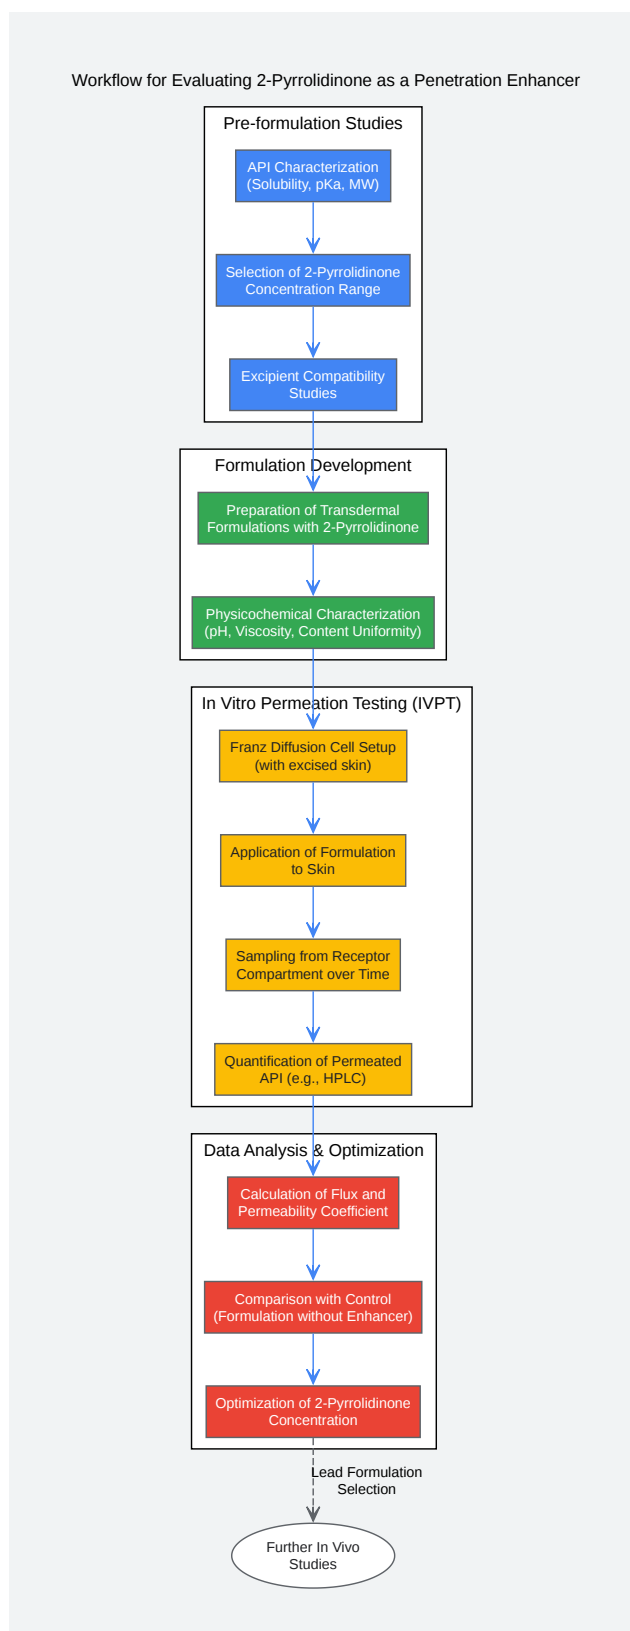 Workflow for Evaluating 2-Pyrrolidinone as a Penetration Enhancer
Pre-formulation Studies
API Characterization
(Solubility, pKa, MW)
Selection of 2-Pyrrolidinone
Concentration Range
Excipient Compatibility
Studies
Formulation Development
Preparation of Transdermal
Formulations with 2-Pyrrolidinone
Physicochemical Characterization
(pH, Viscosity, Content Uniformity)
In Vitro Permeation Testing (IVPT)
Franz Diffusion Cell Setup
(with excised skin)
Application of Formulation
to Skin
Sampling from Receptor
Compartment over Time
Quantification of Permeated
API (e.g., HPLC)
Data Analysis & Optimization
Calculation of Flux and
Permeability Coefficient
Comparison with Control
(Formulation without Enhancer)
Optimization of 2-Pyrrolidinone
Concentration
Lead Formulation
Selection
Further In Vivo
Studies